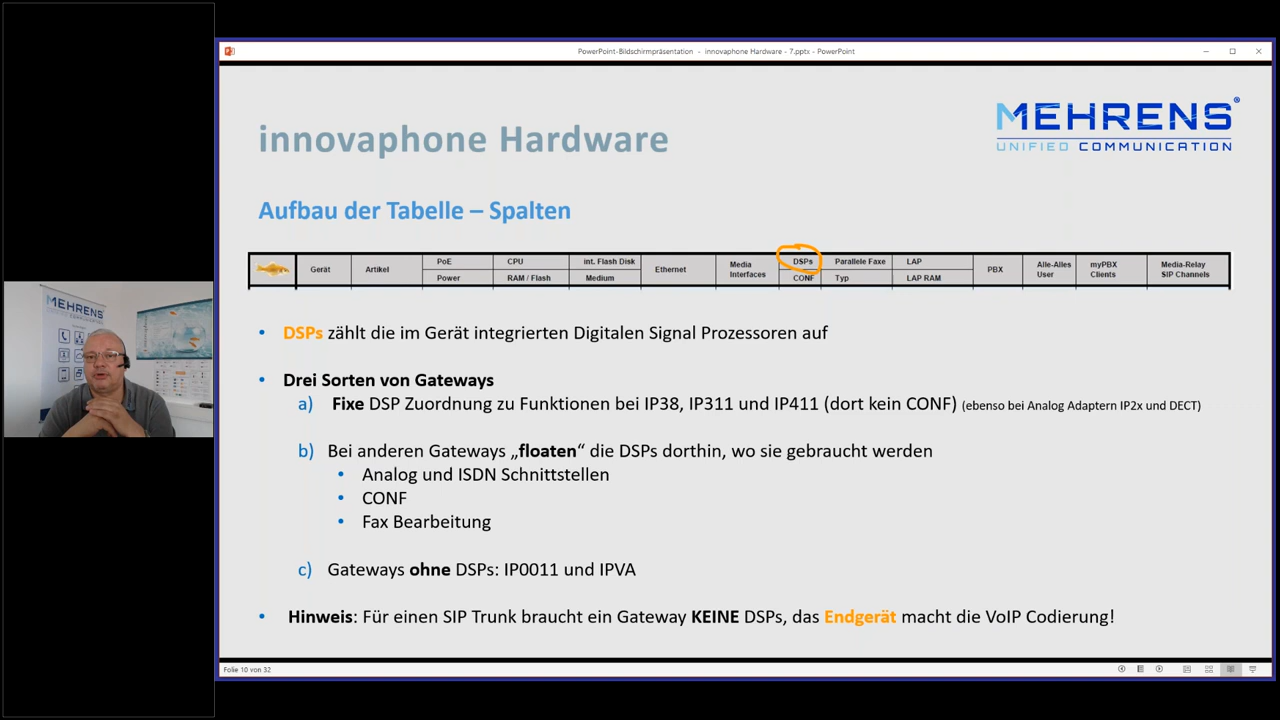 PowerPoint-Bildschirmpräsentation - innovaphone Hardware - 7.pptx - PowerPoint
innovaphone Hardware
MEHRENS®
UNIFIED COMMUNICATION
Aufbau der Tabelle – Spalten
Gerät
Artikel
PoE
Power
CPU
RAM / Flash
int. Flash Disk
Medium
Ethernet
Media
Interfaces
DSPs
CONF
Parallele Faxe
Typ
LAP
LAP RAM
PBX
Alle-Alles
User
myPBX
Clients
Media-Relay
SIP Channels
• DSPs zählt die im Gerät integrierten Digitalen Signal Prozessoren auf
• Drei Sorten von Gateways
a) Fixe DSP Zuordnung zu Funktionen bei IP38, IP311 und IP411 (dort kein CONF) (ebenso bei Analog Adaptern IP2x und DECT)
b) Bei anderen Gateways „floaten“ die DSPs dorthin, wo sie gebraucht werden
• Analog und ISDN Schnittstellen
• CONF
• Fax Bearbeitung
c) Gateways ohne DSPs: IP0011 und IPVA
• Hinweis: Für einen SIP Trunk braucht ein Gateway KEINE DSPs, das Endgerät macht die VoIP Codierung!
Folie 10 von 32
MEHRENS